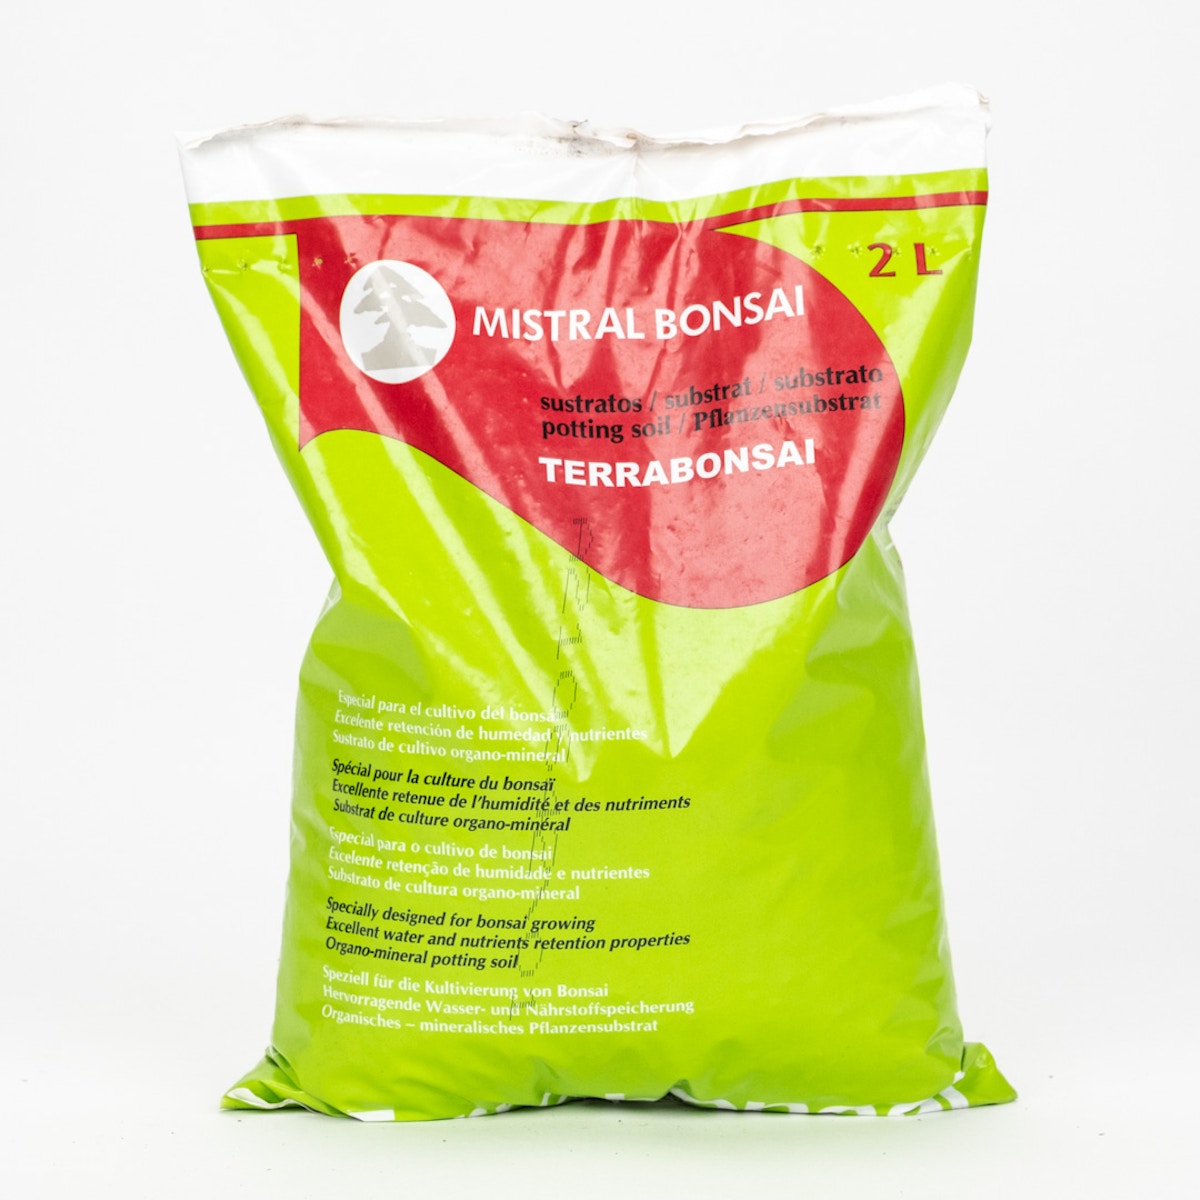 2 L
MISTRAL BONSAI
sustratos / substrat / substrato
potting soil / Pflanzensubstrat
TERRABONSAI
Especial para el cultivo del bonsai
Excelente retención de humedad y nutrientes
Sustrato de cultivo organo-mineral
Spécial pour la culture du bonsaï
Excellente retenue de l'humidité et des nutriments
Substrat de culture organo-minéral
Especial para o cultivo de bonsai
Excelente retenção de humidade e nutrientes
Substrato de cultura organo-mineral
Specially designed for bonsai growing
Excellent water and nutrients retention properties
Organo-mineral potting soil
Speziell für die Kultivierung von Bonsai
Hervorragende Wasser- und Nährstoffspeicherung
Organisches – mineralisches Pflanzensubstrat